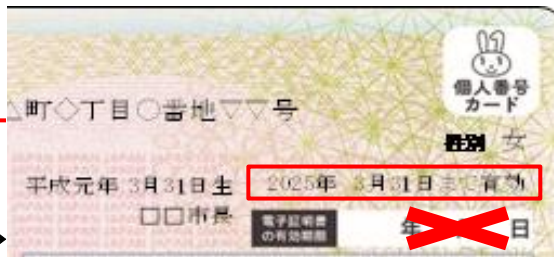 個人番号
カード
△町◇丁目○番地▽▽号
性別 女
平成元年 3月31日生 2025年 3月31日まで有効
□□市長
電子証明書
の有効期限
年 日